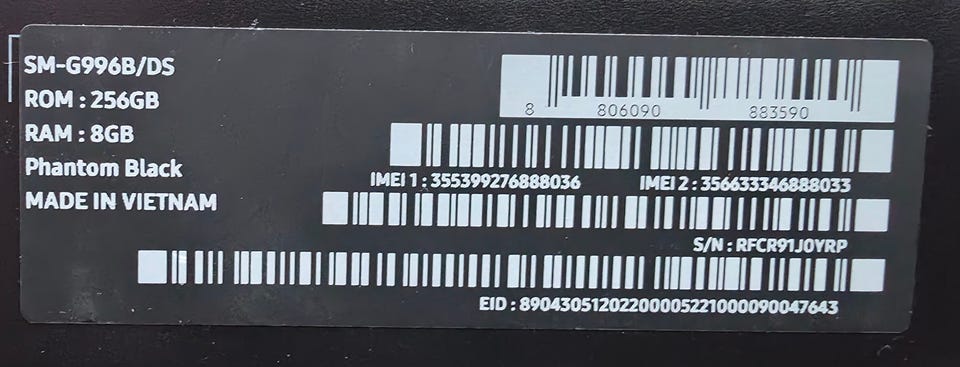 SM-G996B/DS
ROM : 256GB
RAM : 8GB
Phantom Black
MADE IN VIETNAM
8 806090 883590
IMEI 1 : 355399276888036 IMEI 2 : 356633346888033
S/N : RFCR91J0YRP
EID : 89043051202200005221000090047643